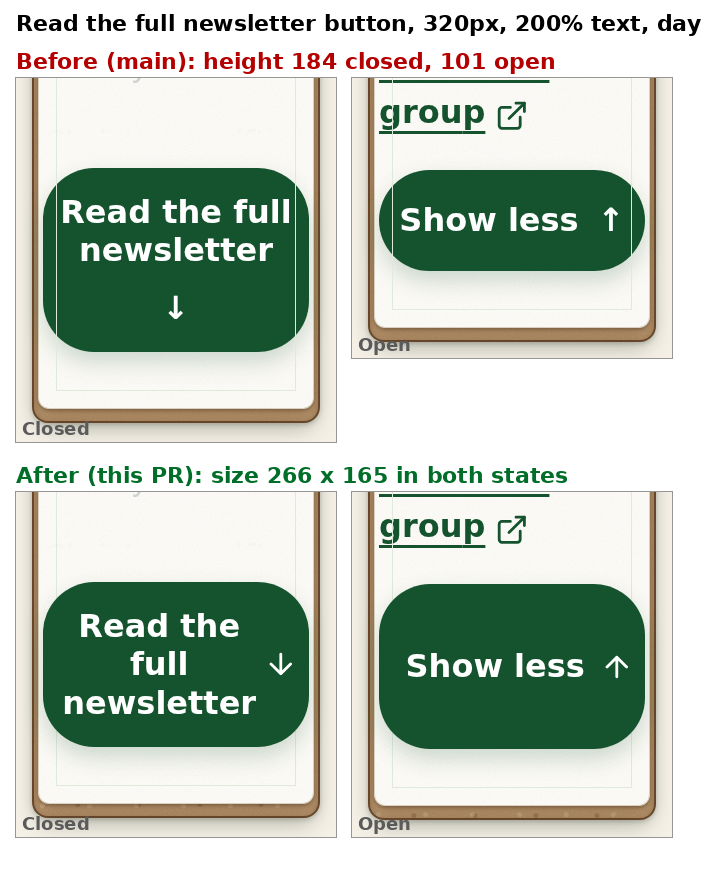 Read the full newsletter button, 320px, 200% text, day
Before (main): height 184 closed, 101 open
Read the full
newsletter
↓
Closed
group
Show less ↑
Open
After (this PR): size 266 x 165 in both states
Read the
full
newsletter ↓
Closed
group
Show less ↑
Open